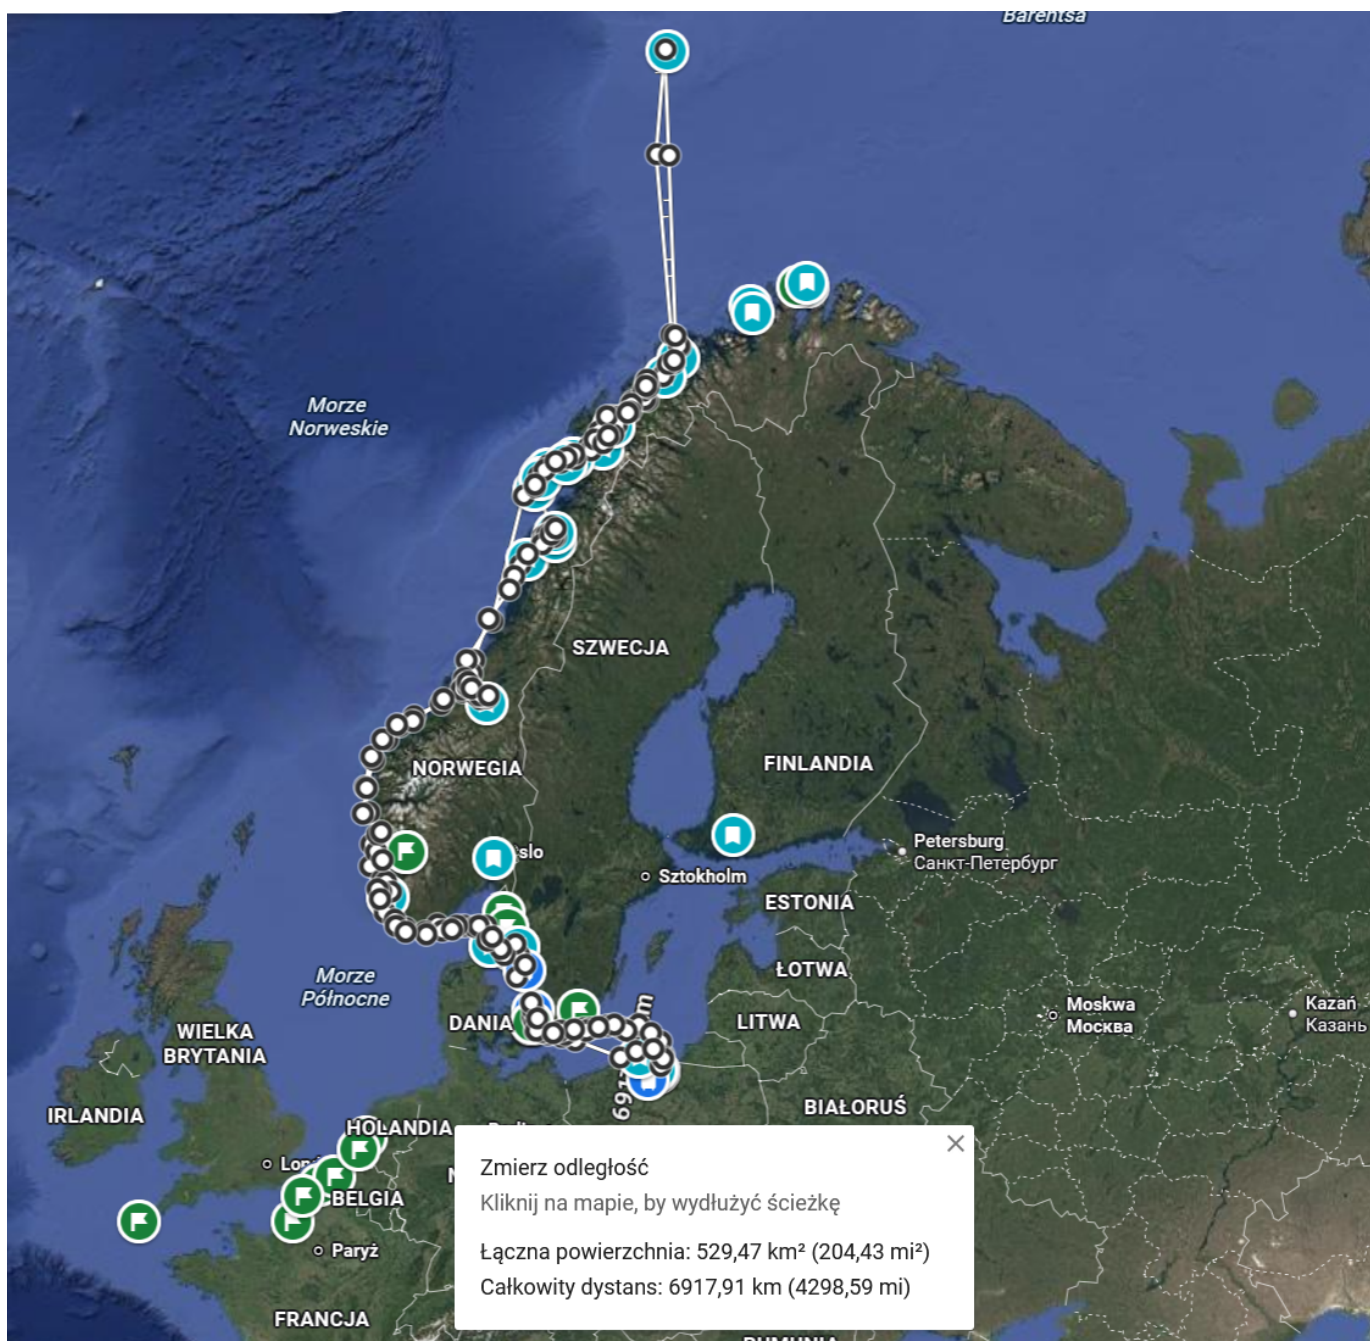 Barentsa
Morze
Norweskie
SZWECJA
NORWEGIA
FINLANDIA
slo
Petersburg
Санкт-Петербург
Sztokholm
ESTONIA
Morze
Północne
ŁOTWA
Moskwa
Москва
Kazań
Казань
DANIA
LITWA
WIELKA
BRYTANIA
IRLANDIA
BIAŁORUŚ
HOLANDIA
BELGIA
Paryż
FRANCJA
Zmierz odległość
Kliknij na mapie, by wydłużyć ścieżkę
Łączna powierzchnia: 529,47 km² (204,43 mi²)
Całkowity dystans: 6917,91 km (4298,59 mi)